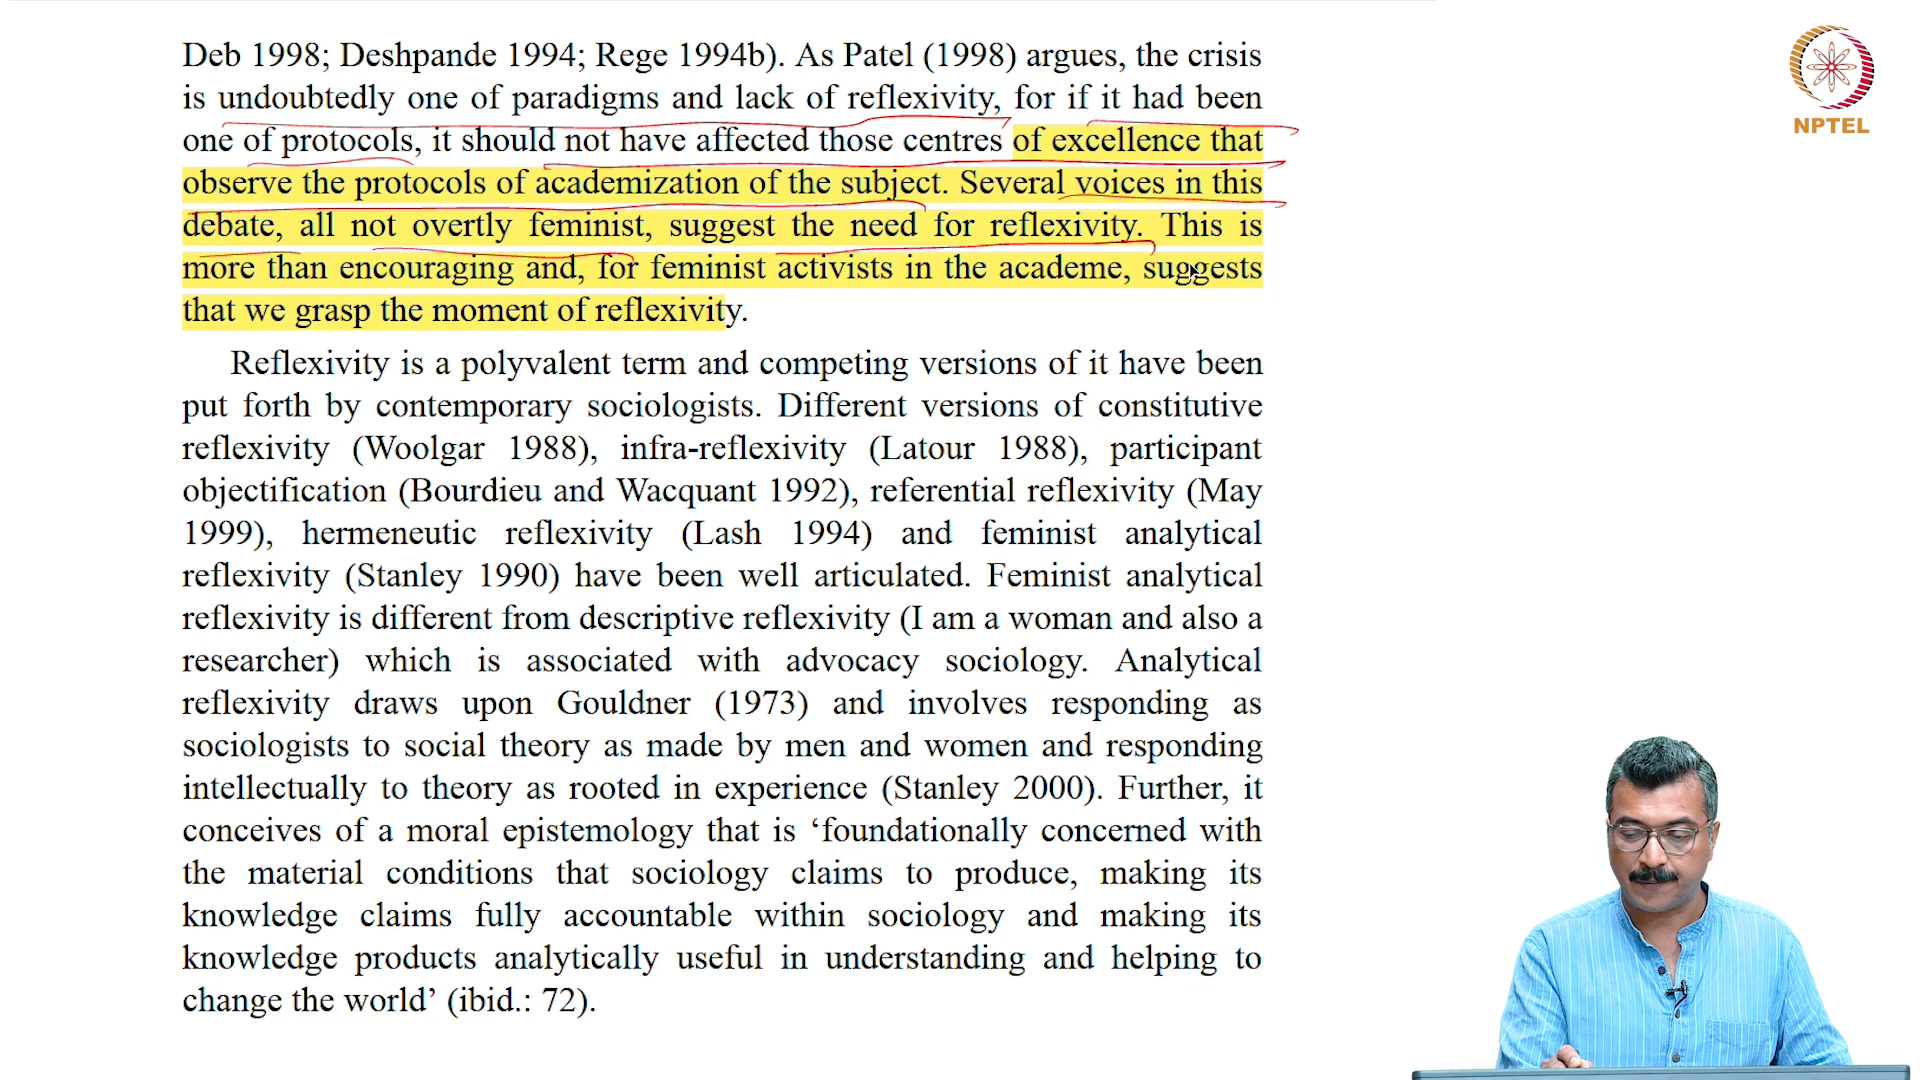 Deb 1998; Deshpande 1994; Rege 1994b). As Patel (1998) argues, the crisis
is undoubtedly one of paradigms and lack of reflexivity, for if it had been
one of protocols, it should not have affected those centres of excellence that
observe the protocols of academization of the subject. Several voices in this
debate, all not overtly feminist, suggest the need for reflexivity. This is
more than encouraging and, for feminist activists in the academe, suggests
that we grasp the moment of reflexivity.
Reflexivity is a polyvalent term and competing versions of it have been
put forth by contemporary sociologists. Different versions of constitutive
reflexivity (Woolgar 1988), infra-reflexivity (Latour 1988), participant
objectification (Bourdieu and Wacquant 1992), referential reflexivity (May
1999), hermeneutic reflexivity (Lash 1994) and feminist analytical
reflexivity (Stanley 1990) have been well articulated. Feminist analytical
reflexivity is different from descriptive reflexivity (I am a woman and also a
researcher) which is associated with advocacy sociology. Analytical
reflexivity draws upon Gouldner (1973) and involves responding as
sociologists to social theory as made by men and women and responding
intellectually to theory as rooted in experience (Stanley 2000). Further, it
conceives of a moral epistemology that is ‘foundationally concerned with
the material conditions that sociology claims to produce, making its
knowledge claims fully accountable within sociology and making its
knowledge products analytically useful in understanding and helping to
change the world’ (ibid.: 72).
NPTEL